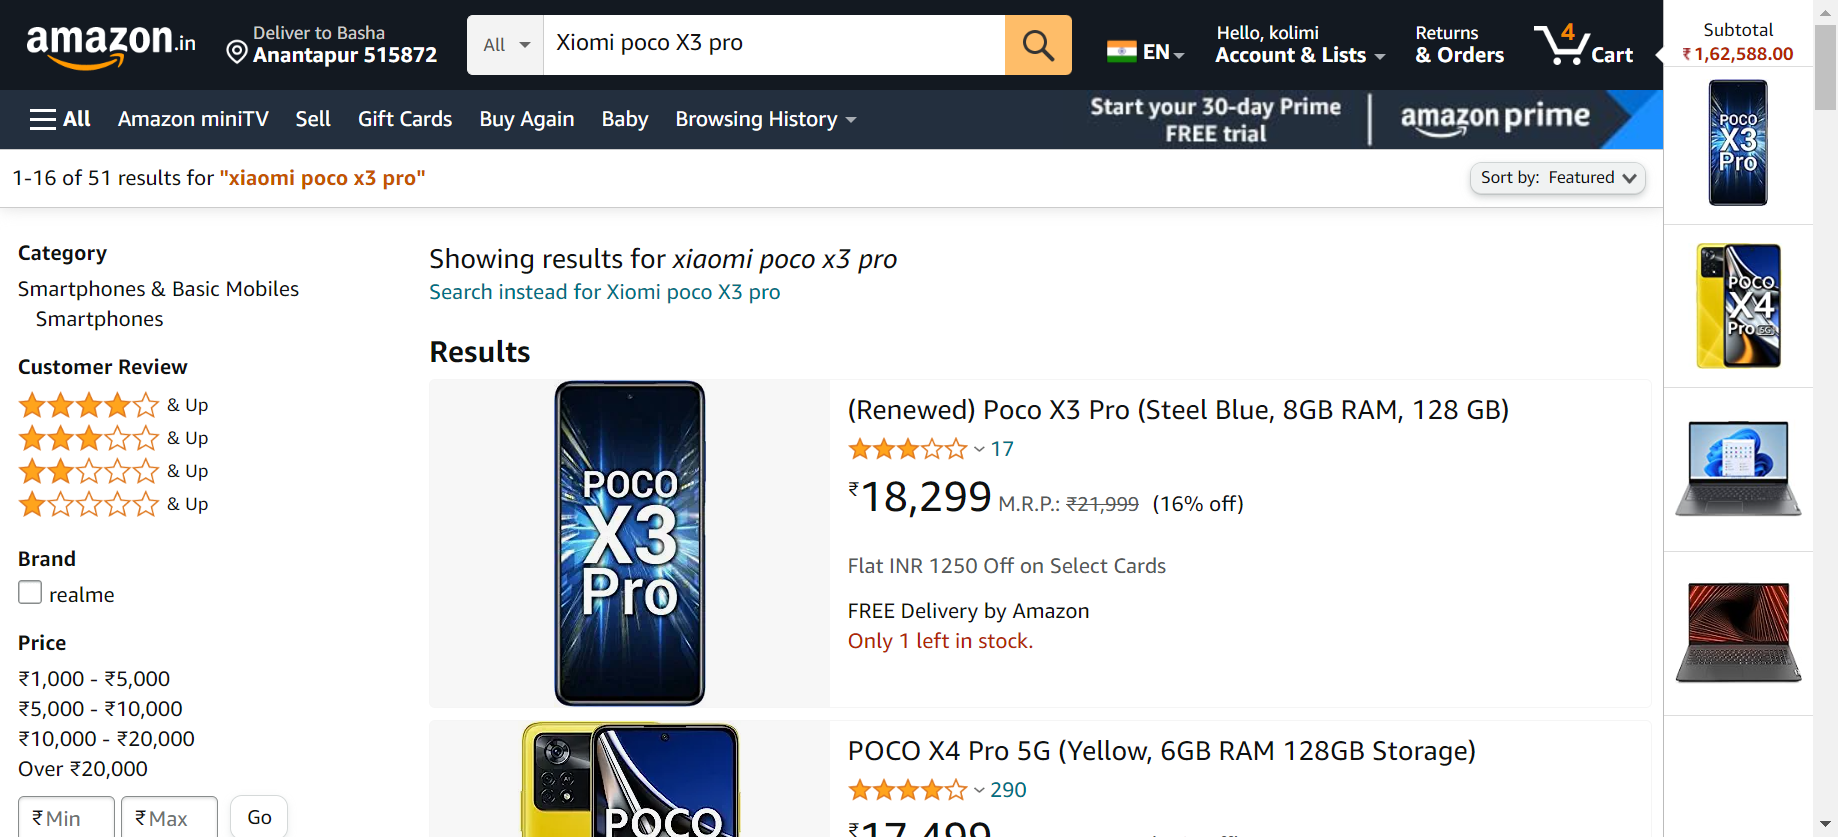 amazon.in
Deliver to Basha
Anantapur 515872
All
Xiomi poco X3 pro
EN
Hello, kolimi
Account & Lists
Returns
& Orders
4
Cart
Subtotal
₹1,62,588.00
All
Amazon miniTV
Sell
Gift Cards
Buy Again
Baby
Browsing History
Start your 30-day Prime
FREE trial
amazon prime
1-16 of 51 results for "xiaomi poco x3 pro"
Sort by: Featured
POCO
X3
Pro
POCO
X4
Pro 5G
Category
Smartphones & Basic Mobiles
Smartphones
Customer Review
& Up
& Up
& Up
& Up
Brand
realme
Price
₹1,000 - ₹5,000
₹5,000 - ₹10,000
₹10,000 - ₹20,000
Over ₹20,000
₹ Min
₹ Max
Go
Showing results for xiaomi poco x3 pro
Search instead for Xiomi poco X3 pro
Results
POCO
X3
Pro
(Renewed) Poco X3 Pro (Steel Blue, 8GB RAM, 128 GB)
17
₹18,299 M.R.P.: ₹21,999 (16% off)
Flat INR 1250 Off on Select Cards
FREE Delivery by Amazon
Only 1 left in stock.
POCO
POCO X4 Pro 5G (Yellow, 6GB RAM 128GB Storage)
290
₹17,499